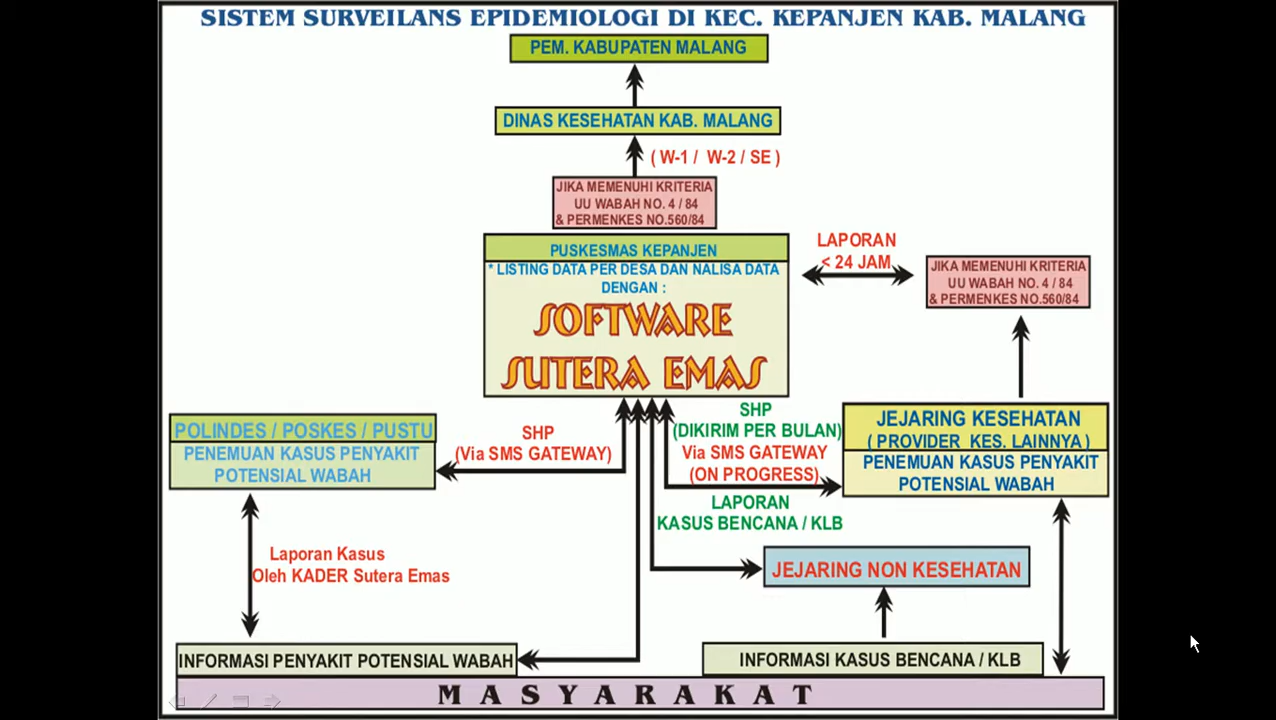 SISTEM SURVEILANS EPIDEMIOLOGI DI KEC. KEPANJEN KAB. MALANG
PEM. KABUPATEN MALANG
DINAS KESEHATAN KAB. MALANG
( W-1 / W-2 / SE )
JIKA MEMENUHI KRITERIA
UU WABAH NO. 4 / 84
& PERMENKES NO.560/84
PUSKESMAS KEPANJEN
* LISTING DATA PER DESA DAN NALISA DATA
DENGAN :
SOFTWARE
SUTERA EMAS
LAPORAN
< 24 JAM
JIKA MEMENUHI KRITERIA
UU WABAH NO. 4 / 84
& PERMENKES NO.560/84
POLINDES / POSKES / PUSTU
PENEMUAN KASUS PENYAKIT
POTENSIAL WABAH
SHP
(Via SMS GATEWAY)
SHP
(DIKIRIM PER BULAN)
Via SMS GATEWAY
(ON PROGRESS)
LAPORAN
KASUS BENCANA / KLB
JEJARING KESEHATAN
( PROVIDER KES. LAINNYA )
PENEMUAN KASUS PENYAKIT
POTENSIAL WABAH
Laporan Kasus
Oleh KADER Sutera Emas
JEJARING NON KESEHATAN
INFORMASI PENYAKIT POTENSIAL WABAH
INFORMASI KASUS BENCANA / KLB
MASYARAKAT